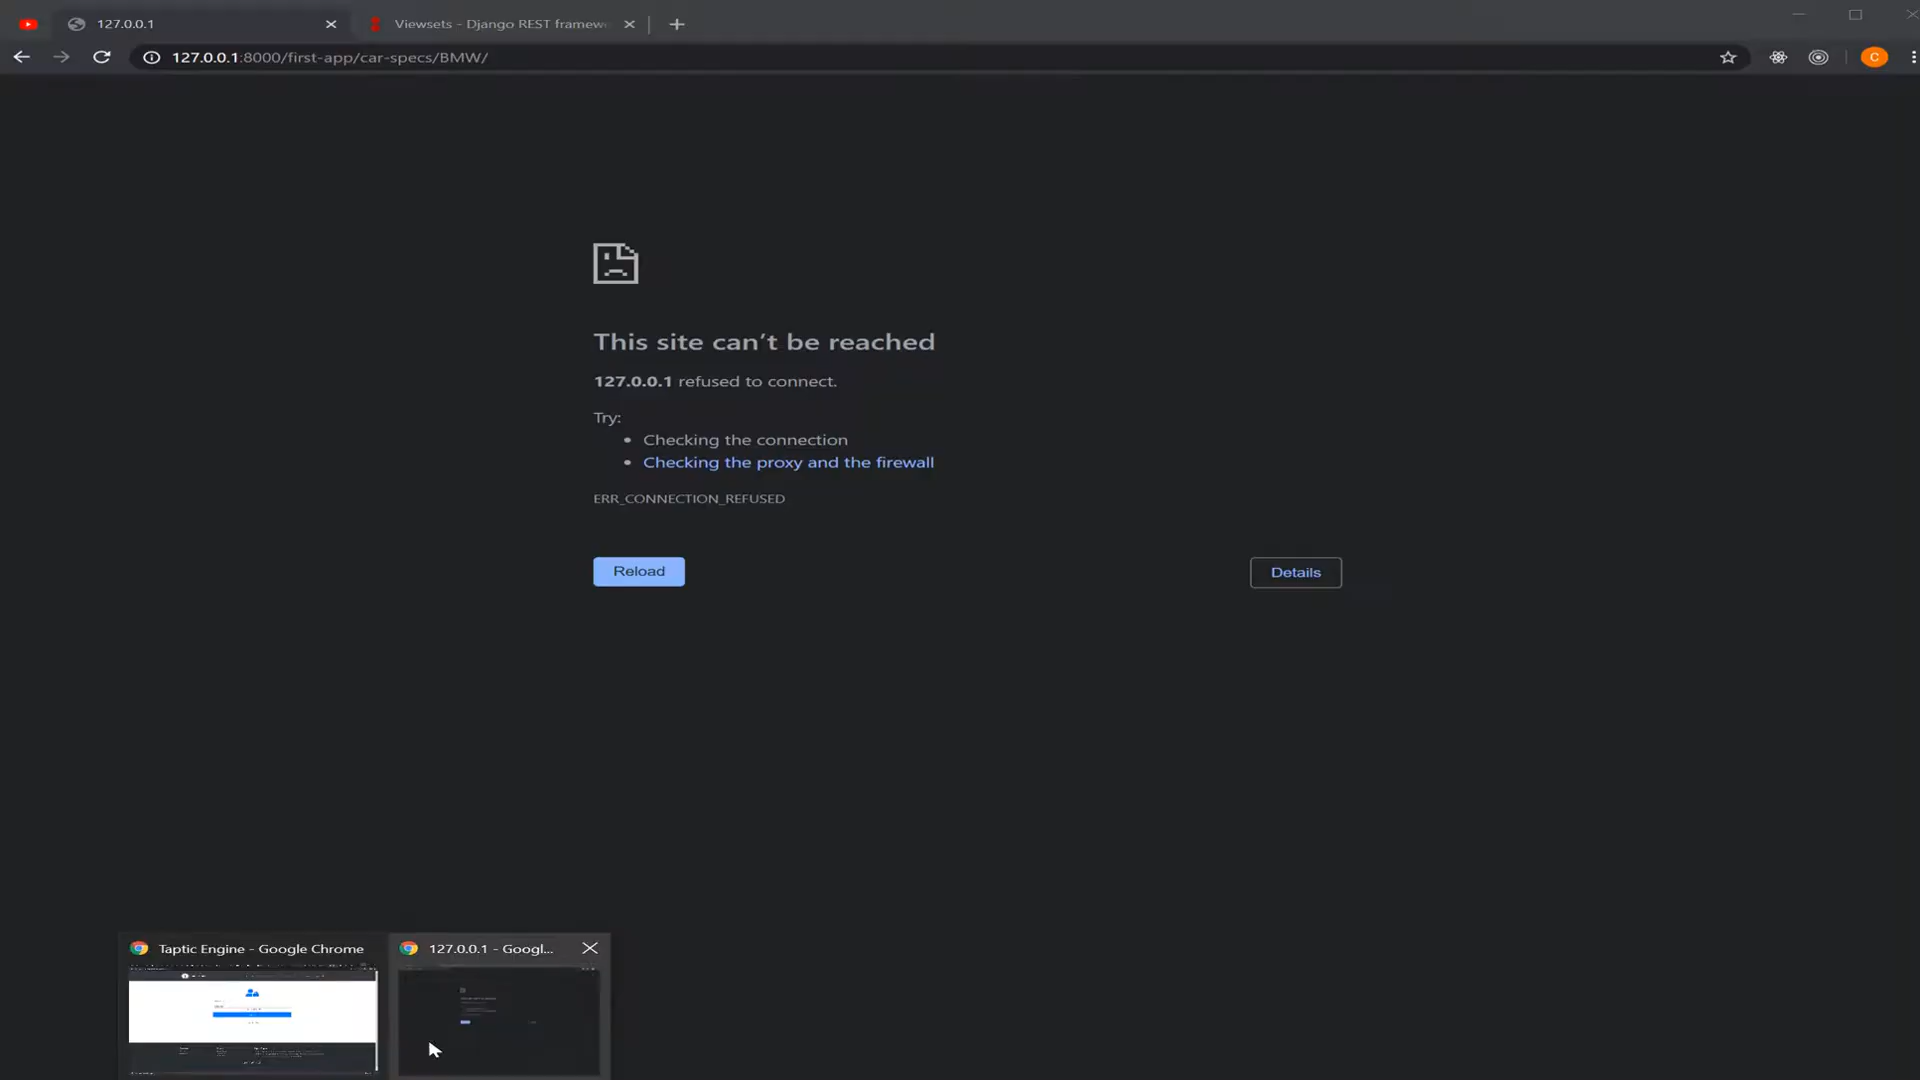 127.0.0.1
Viewsets - Django REST framew
127.0.0.1:8000/first-app/car-specs/BMW/
C
This site can't be reached
127.0.0.1 refused to connect.
Try:
Checking the connection
Checking the proxy and the firewall
ERR_CONNECTION_REFUSED
Reload
Details
Taptic Engine - Google Chrome
127.0.0.1 - Googl...